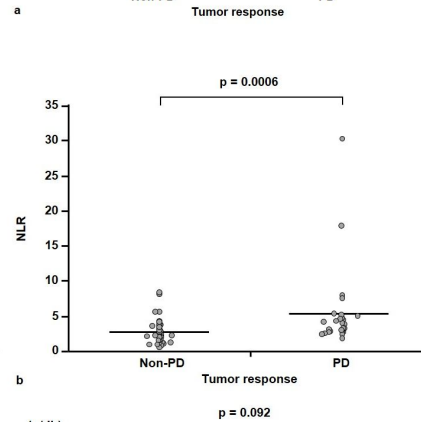 a
Tumor response
p = 0.0006
35
30
25
20
15
10
5
0
NLR
Non-PD
PD
Tumor response
b
p = 0.092